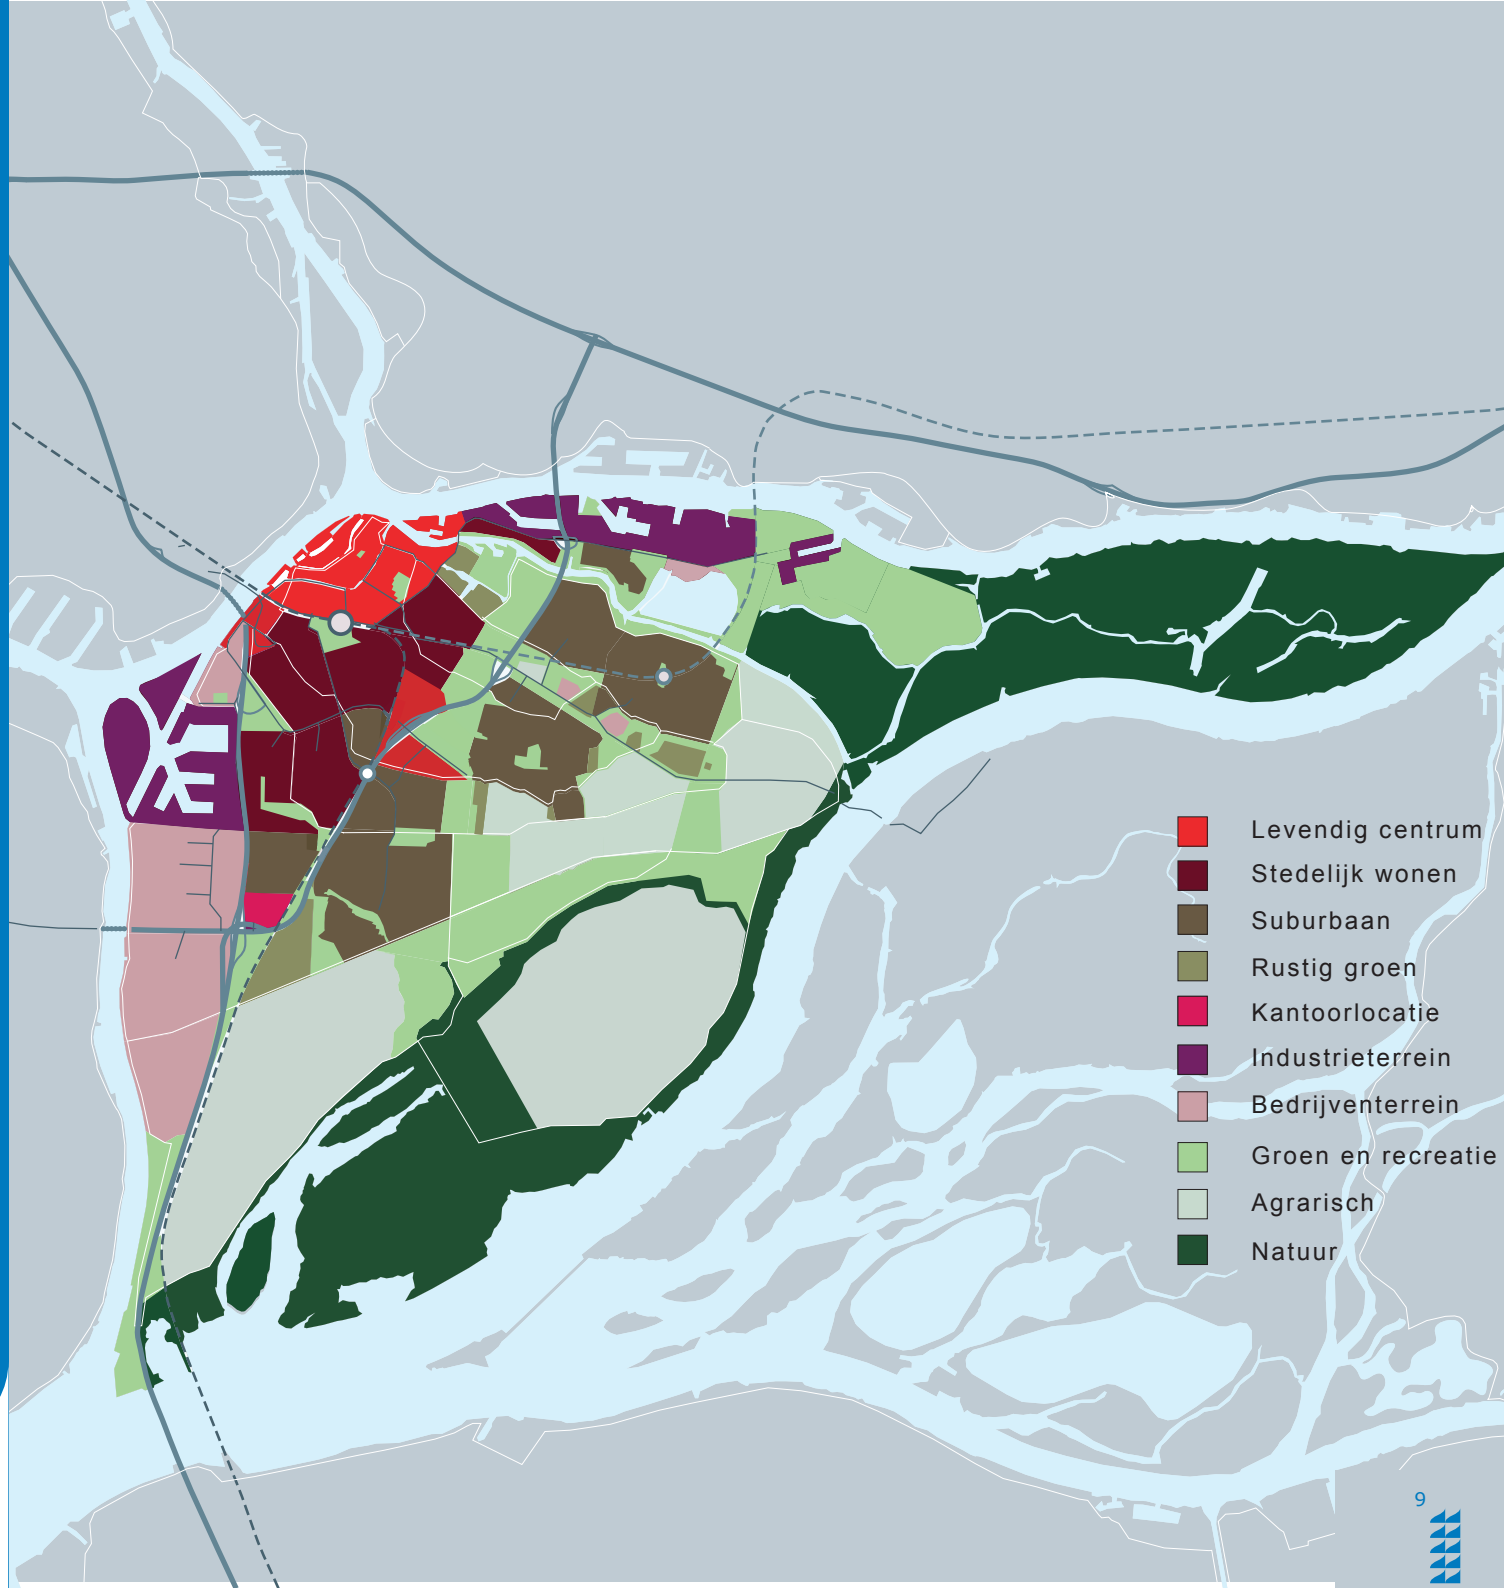 Levendig centrum
Stedelijk wonen
Suburbaan
Rustig groen
Kantoorlocatie
Industrieterrein
Bedrijventerrein
Groen en recreatie
Agrarisch
Natuur
9